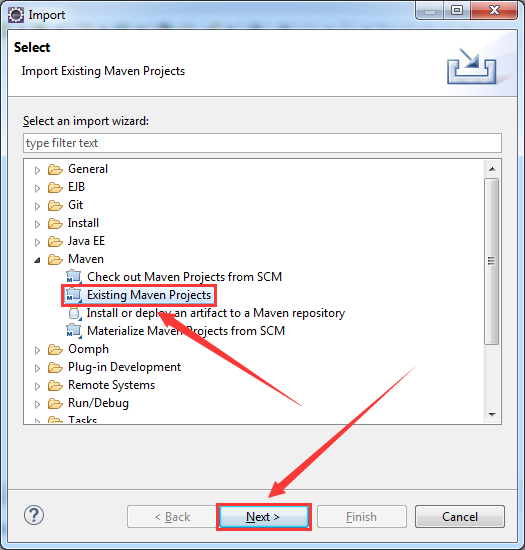 Import
Select
Import Existing Maven Projects
Select an import wizard:
type filter text
General
EJB
Git
Install
Java EE
Maven
Check out Maven Projects from SCM
Existing Maven Projects
Install or deploy an artifact to a Maven repository
Materialize Maven Projects from SCM
Oomph
Plug-in Development
Remote Systems
Run/Debug
Tasks
? < Back Next > Finish Cancel